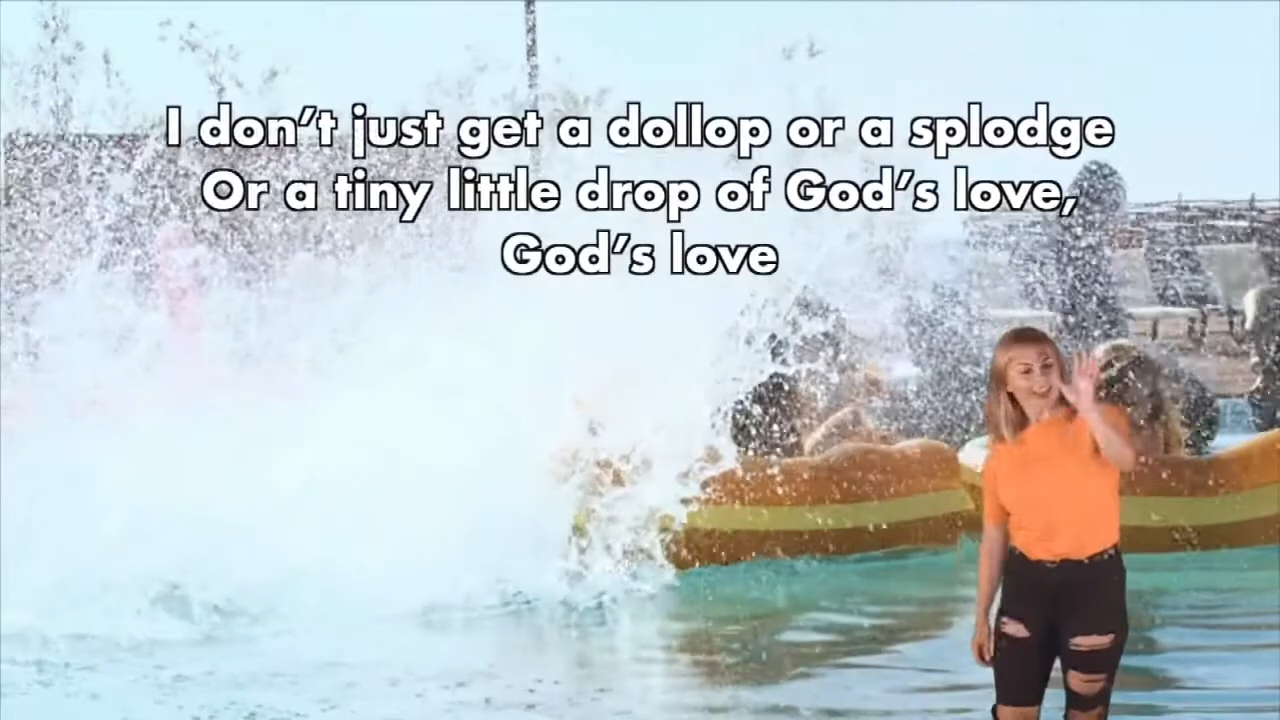 I don't just get a dollop or a splodge
Or a tiny little drop of God's love,
God's love